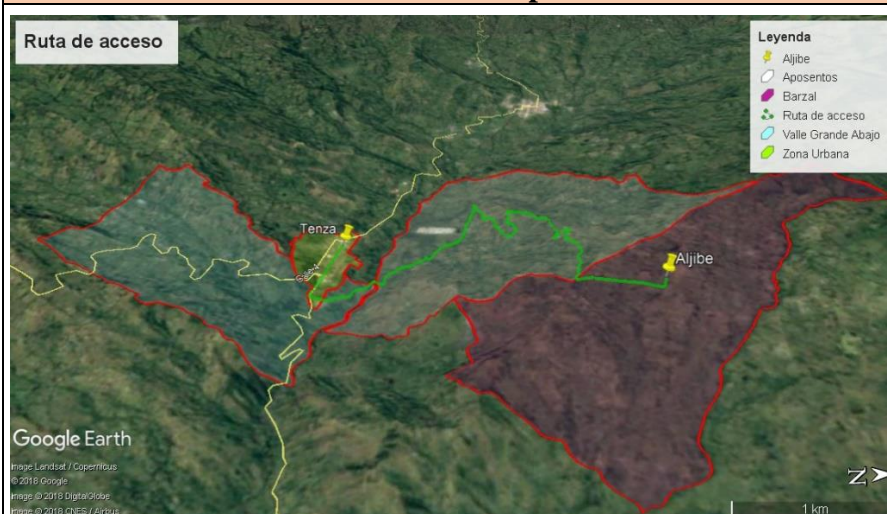 Ruta de acceso
Leyenda
Aljibe
Aposentos
Barzal
Ruta de acceso
Valle Grande Abajo
Zona Urbana
Tenza
Aljibe
Google Earth
Image Landsat / Copernicus
© 2018 Google
Image © 2018 DigitalGlobe
Image © 2018 CNES / Airbus
Z
1 km